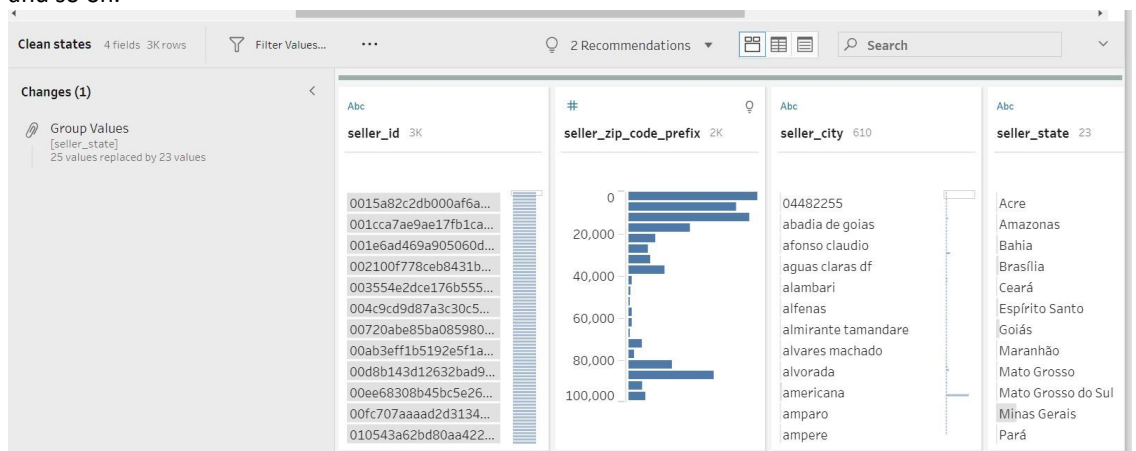 and so on.
Clean states 4 fields 3K rows Filter Values... ... 2 Recommendations Search
Changes (1)
Group Values
[seller_state]
25 values replaced by 23 values
Abc
seller_id 3K
0015a82c2db000af6a...
001cca7ae9ae17fb1ca...
001e6ad469a905060d...
002100f778ceb8431b...
003554e2dce176b555...
004c9cd9d87a3c30c5...
00720abe85ba085980...
00ab3eff1b5192e5f1a...
00d8b143d12632bad9...
00ee68308b45bc5e26...
00fc707aaaad2d3134...
010543a62bd80aa422...
#
seller_zip_code_prefix 2K
0
20,000
40,000
60,000
80,000
100,000
Abc
seller_city 610
04482255
abadia de goias
afonso claudio
aguas claras df
alambari
alfenas
almirante tamandare
alvares machado
alvorada
americana
amparo
ampere
Abc
seller_state 23
Acre
Amazonas
Bahia
Brasília
Ceará
Espírito Santo
Goiás
Maranhão
Mato Grosso
Mato Grosso do Sul
Minas Gerais
Pará